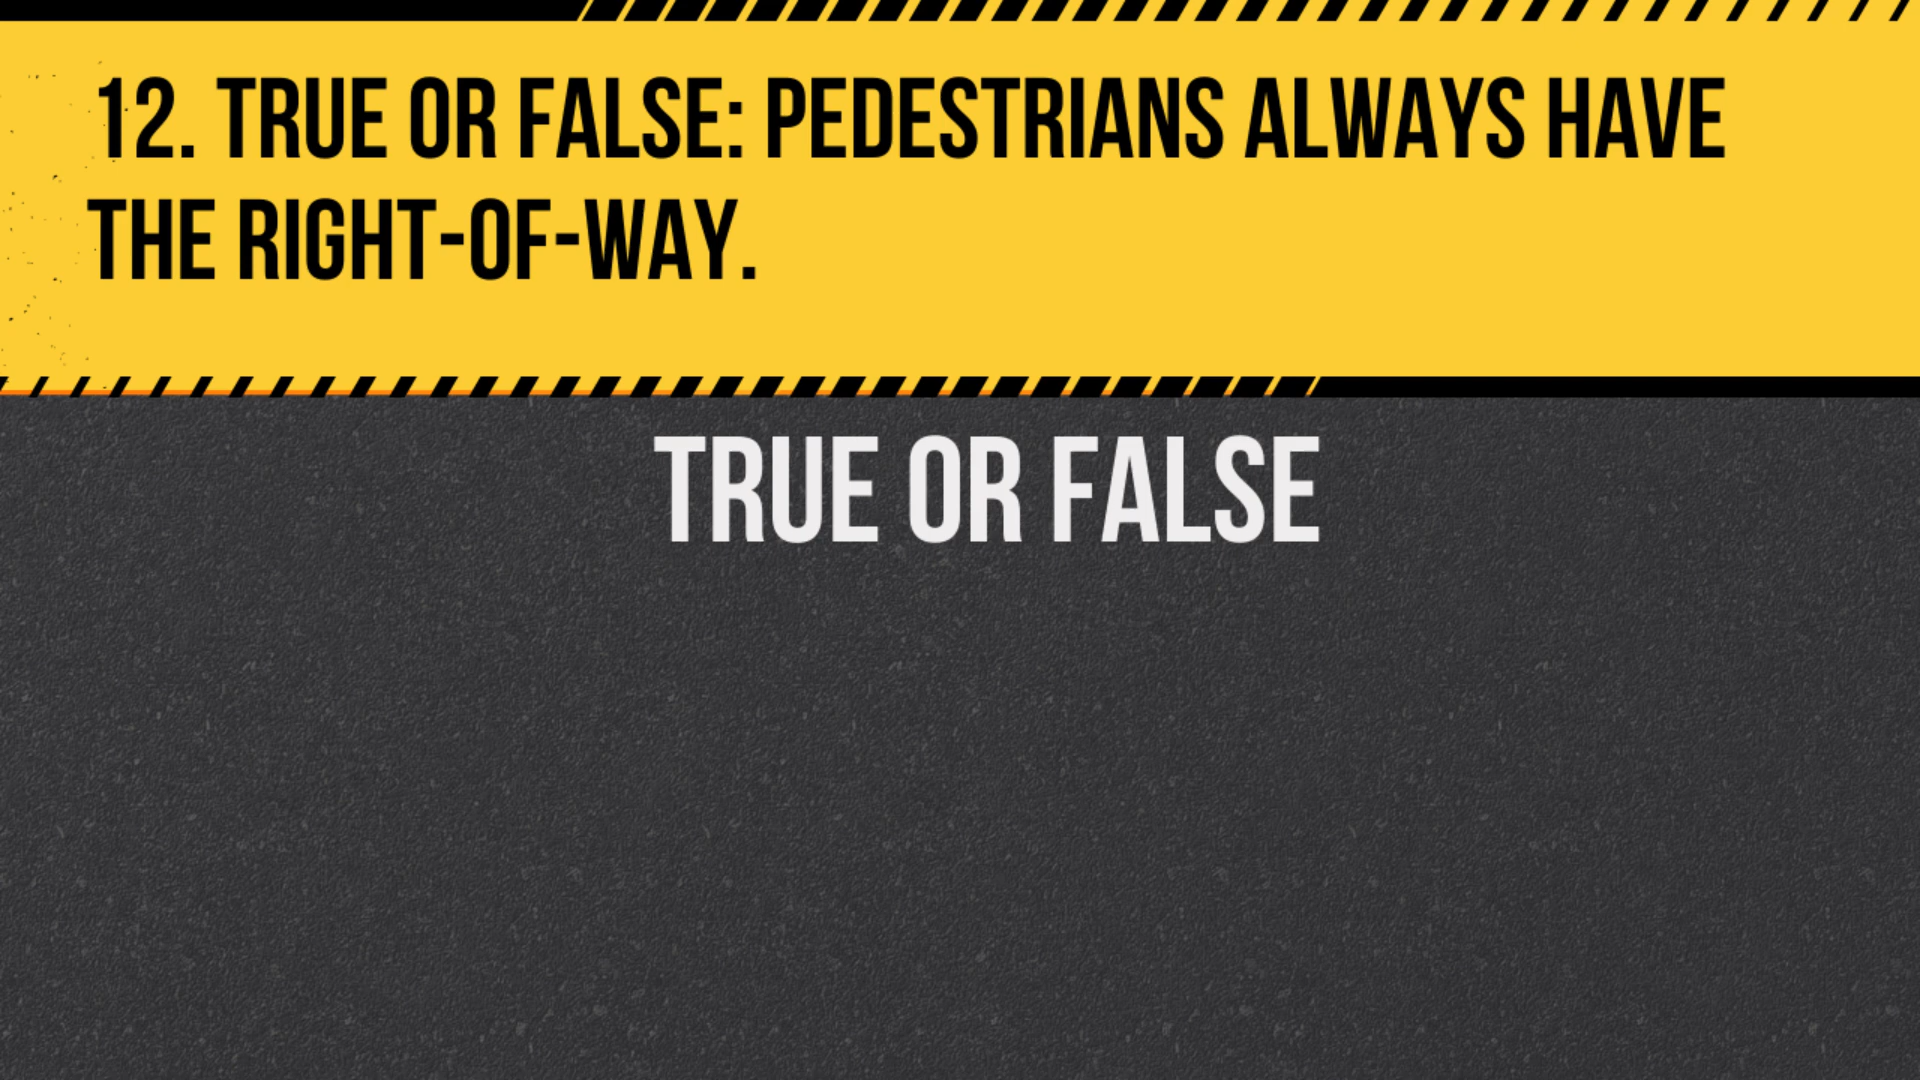 12. TRUE OR FALSE: PEDESTRIANS ALWAYS HAVE
THE RIGHT-OF-WAY.
TRUE OR FALSE